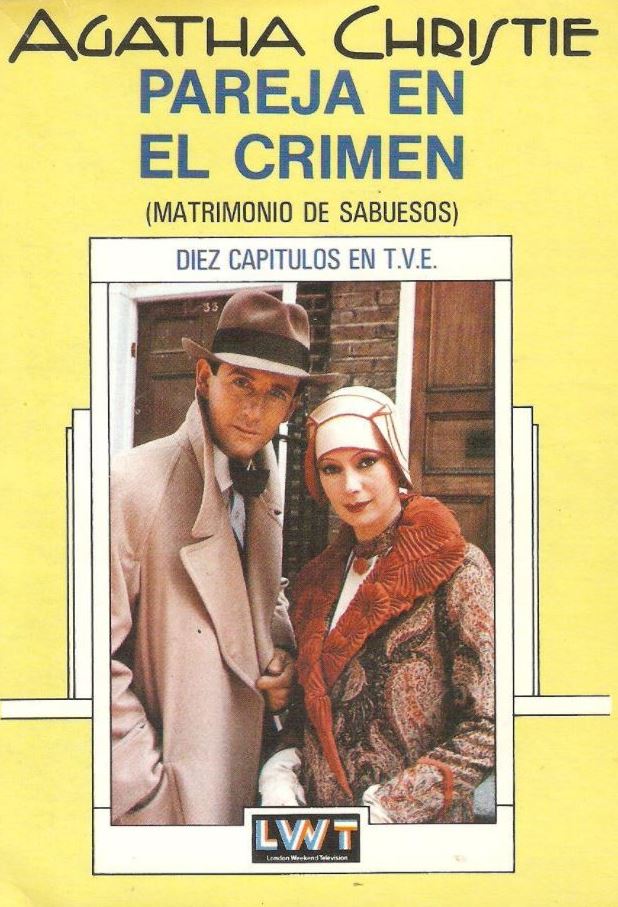 AGATHA CHRISTIE
PAREJA EN
EL CRIMEN
(MATRIMONIO DE SABUESOS)
DIEZ CAPITULOS EN T.V.E.
33
LWT
London Weekend Television